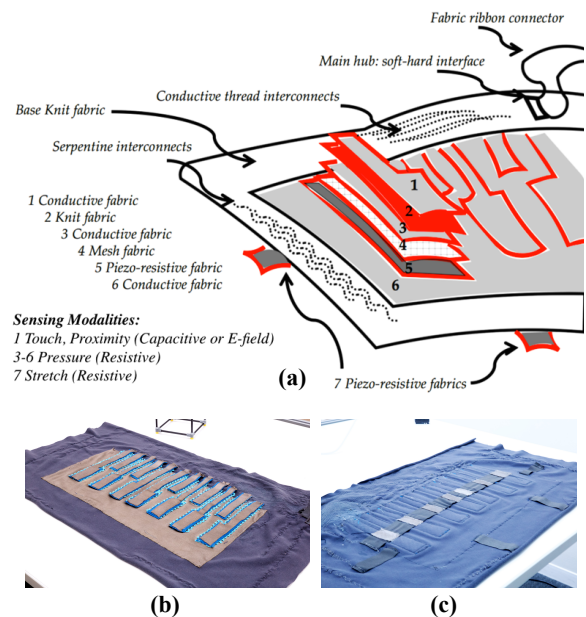 Fabric ribbon connector
Main hub: soft-hard interface
Conductive thread interconnects
Base Knit fabric
Serpentine interconnects
1 Conductive fabric
2 Knit fabric
3 Conductive fabric
4 Mesh fabric
5 Piezo-resistive fabric
6 Conductive fabric
1
2
3
4
5
6
Sensing Modalities:
1 Touch, Proximity (Capacitive or E-field)
3-6 Pressure (Resistive)
7 Stretch (Resistive)
(a)
7 Piezo-resistive fabrics
(b)
(c)